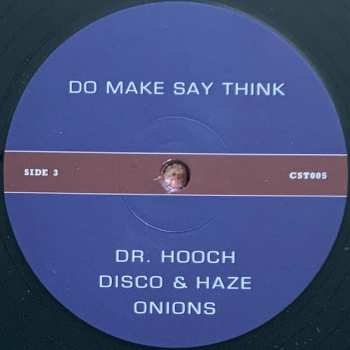 DO MAKE SAY THINK
SIDE 3
CST005
DR. HOOCH
DISCO & HAZE
ONIONS